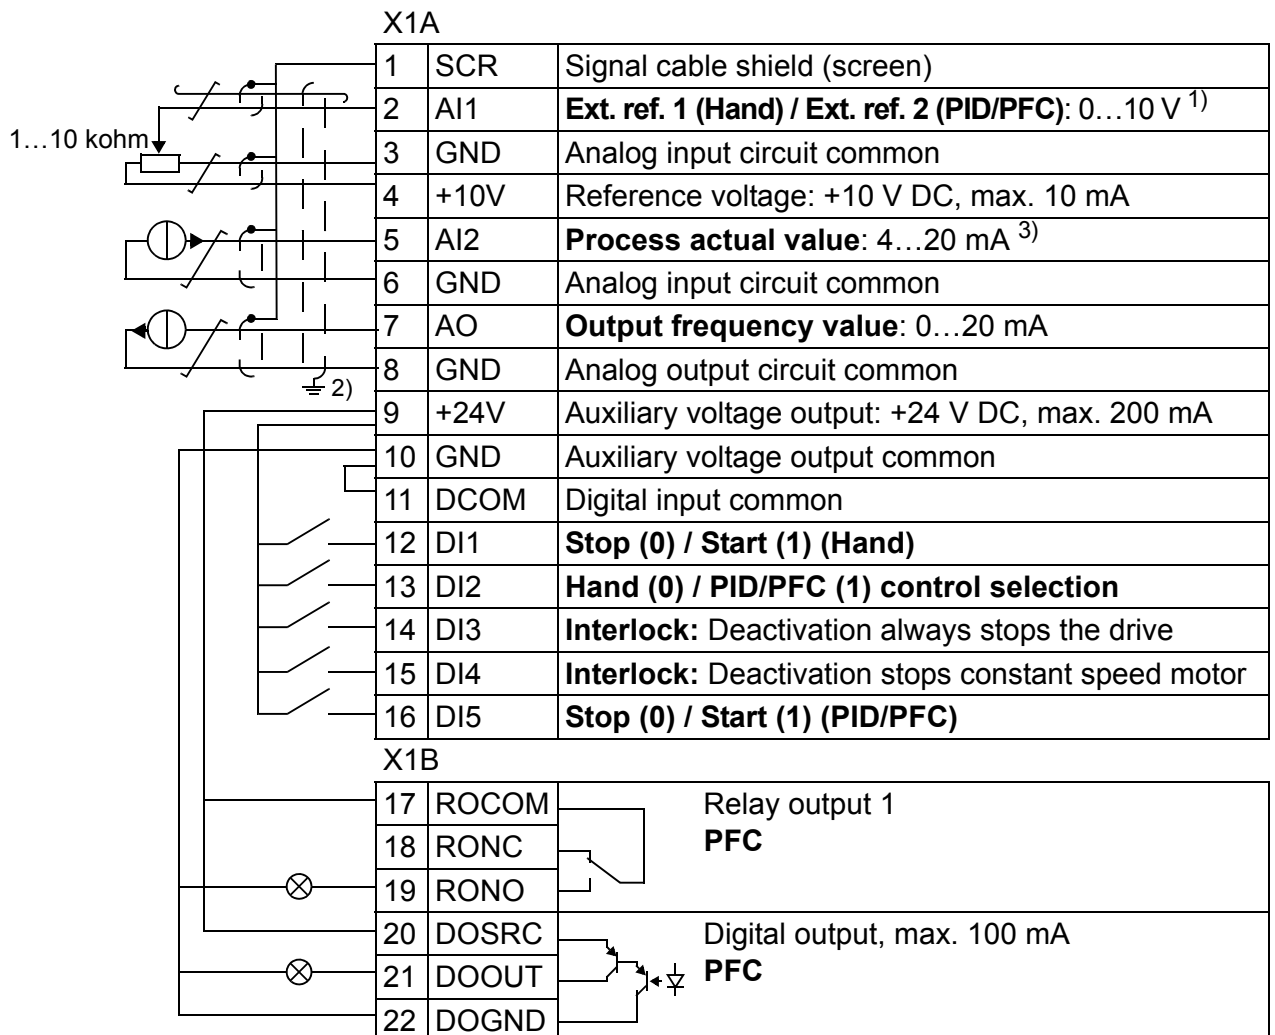 X1A
1 SCR Signal cable shield (screen)
2 AI1 Ext. ref. 1 (Hand) / Ext. ref. 2 (PID/PFC): 0…10 V 1)
1…10 kohm
3 GND Analog input circuit common
4 +10V Reference voltage: +10 V DC, max. 10 mA
5 AI2 Process actual value: 4…20 mA 3)
6 GND Analog input circuit common
7 AO Output frequency value: 0…20 mA
8 GND Analog output circuit common
2)
9 +24V Auxiliary voltage output: +24 V DC, max. 200 mA
10 GND Auxiliary voltage output common
11 DCOM Digital input common
12 DI1 Stop (0) / Start (1) (Hand)
13 DI2 Hand (0) / PID/PFC (1) control selection
14 DI3 Interlock: Deactivation always stops the drive
15 DI4 Interlock: Deactivation stops constant speed motor
16 DI5 Stop (0) / Start (1) (PID/PFC)
X1B
17 ROCOM Relay output 1
18 RONC PFC
19 RONO
20 DOSRC Digital output, max. 100 mA
21 DOOUT PFC
22 DOGND